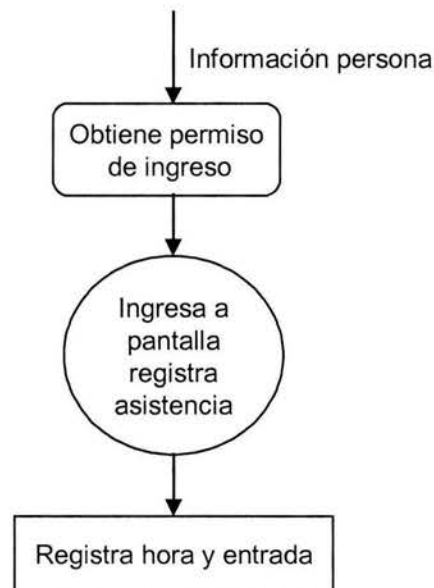 Información persona
Obtiene permiso
de ingreso
Ingresa a
pantalla
registra
asistencia
Registra hora y entrada